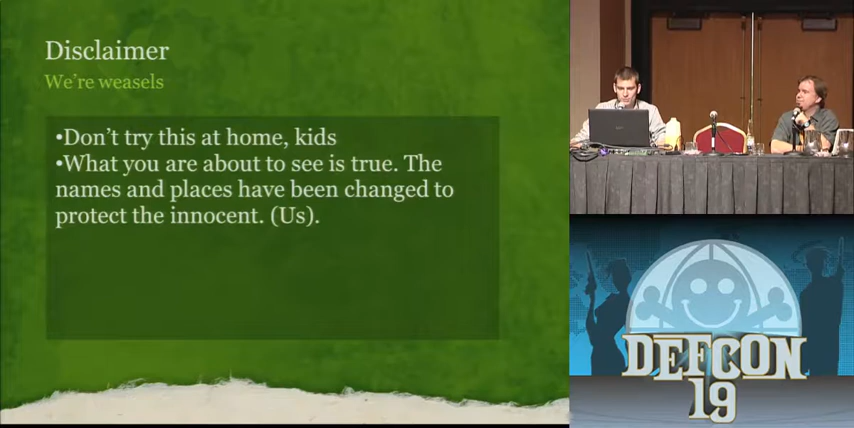 Disclaimer
We're weasels
•Don't try this at home, kids
•What you are about to see is true. The
names and places have been changed to
protect the innocent. (Us).
DEFCON
19